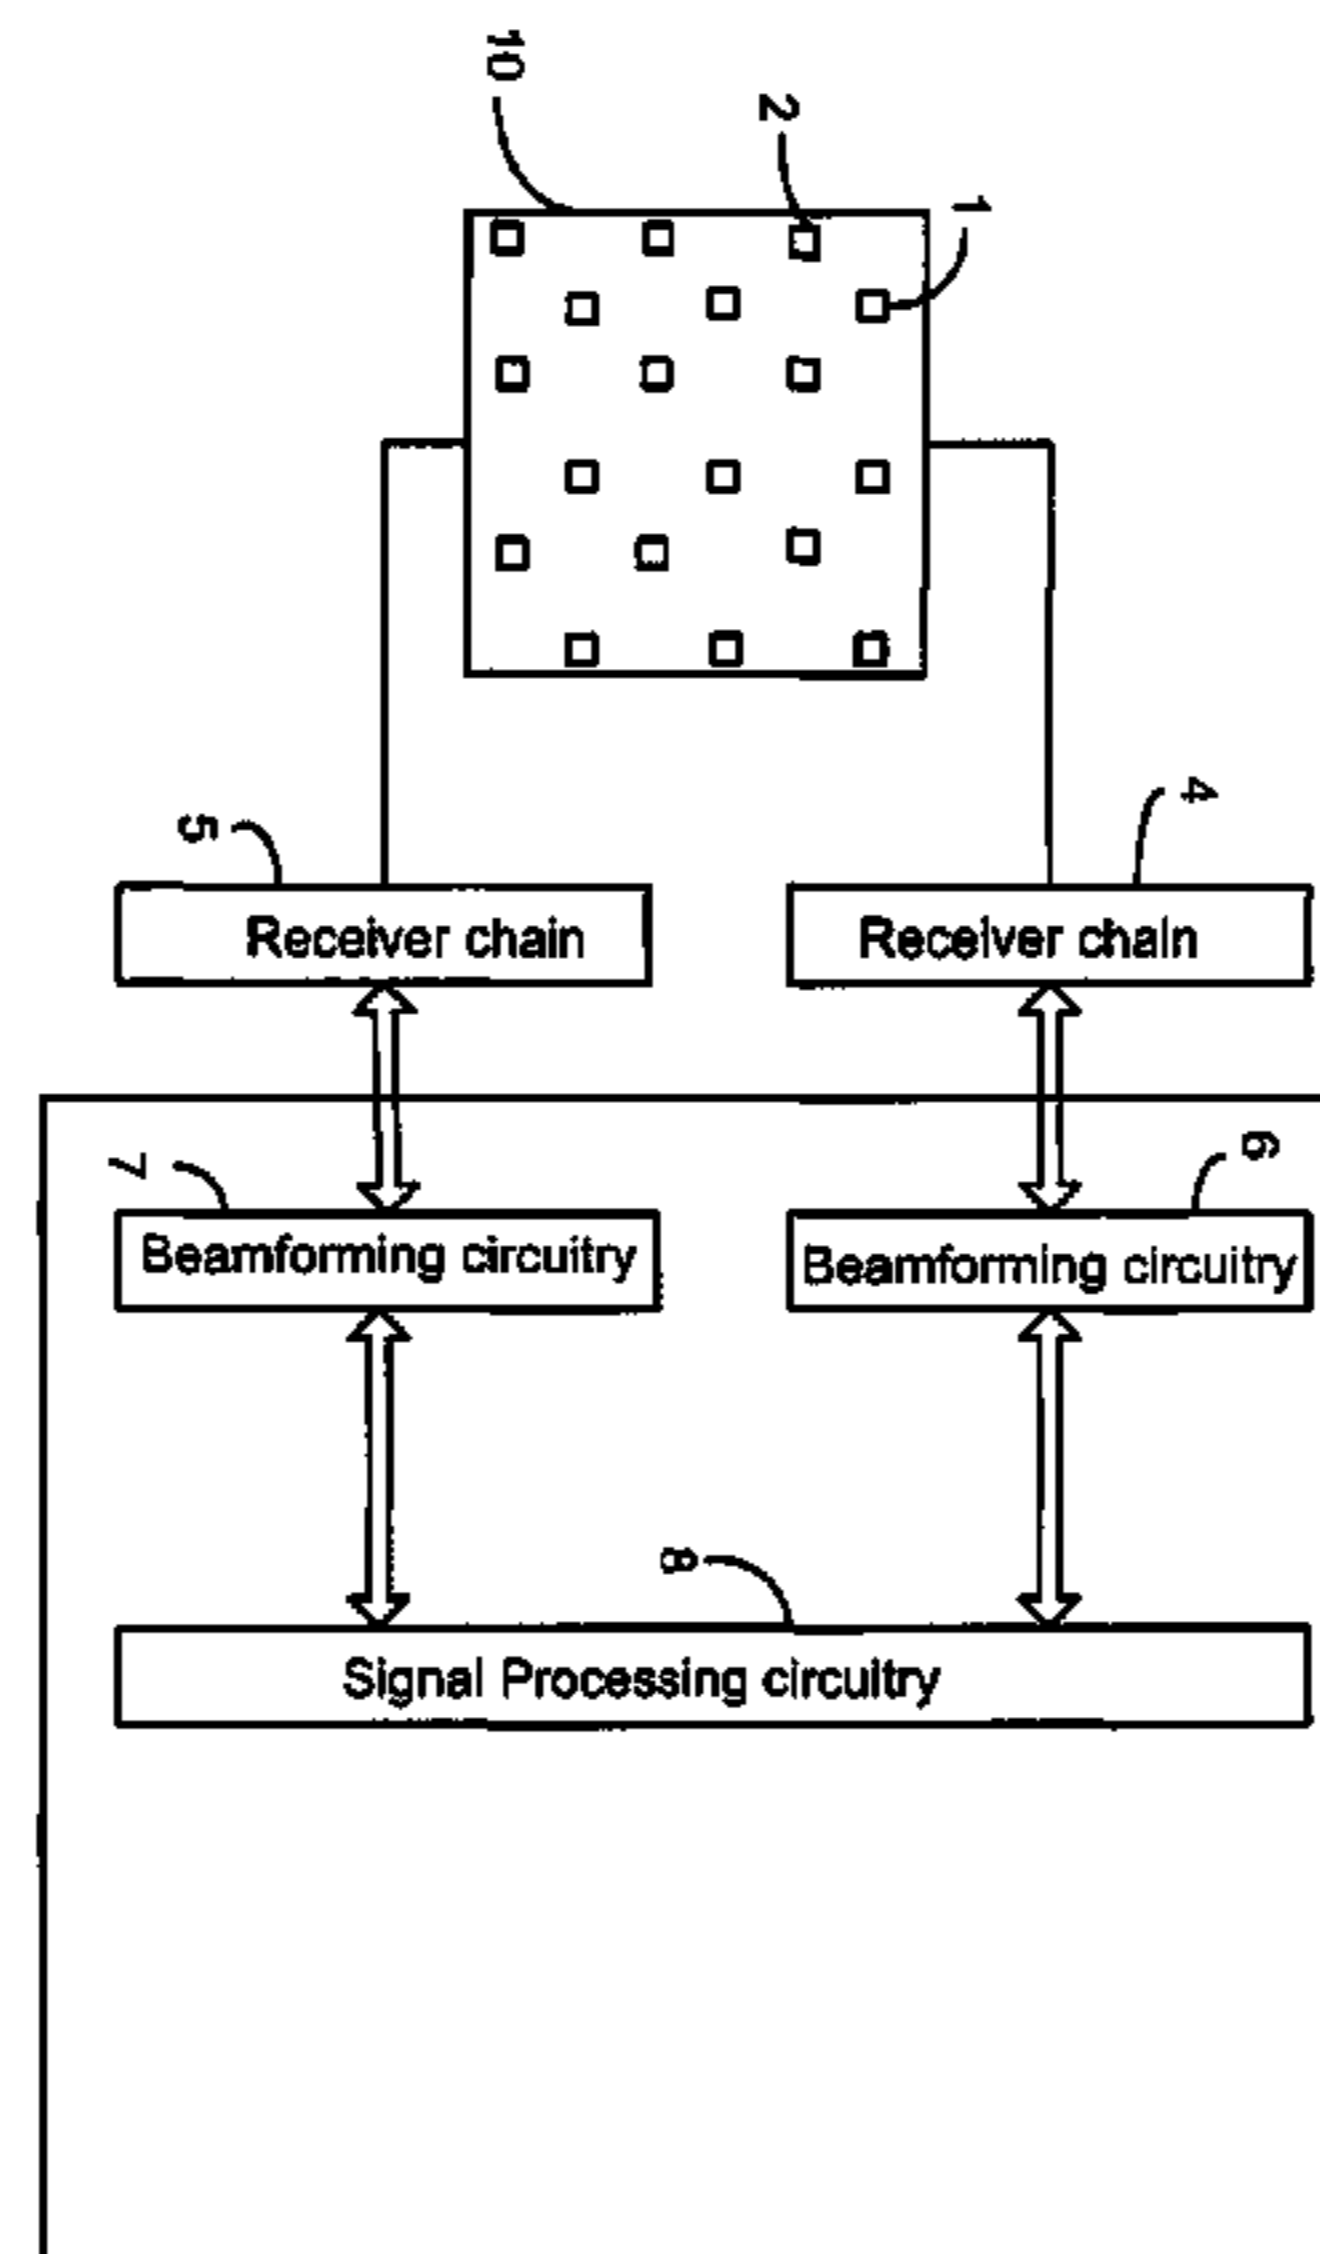 10
2
1
4
5
Receiver chain
Receiver chain
6
7
Beamforming circuitry
Beamforming circuitry
8
Signal Processing circuitry